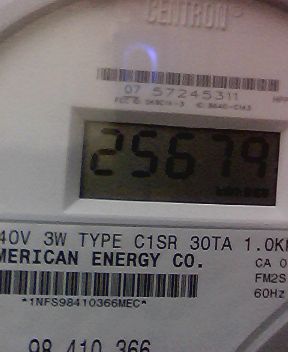 CENTRON
07 57245311
25679
40V 3W TYPE C1SR 30TA 1.0K
MERICAN ENERGY CO.
CA 0
FM2S
60Hz
*1NFS98410366MEC*
98 410 366